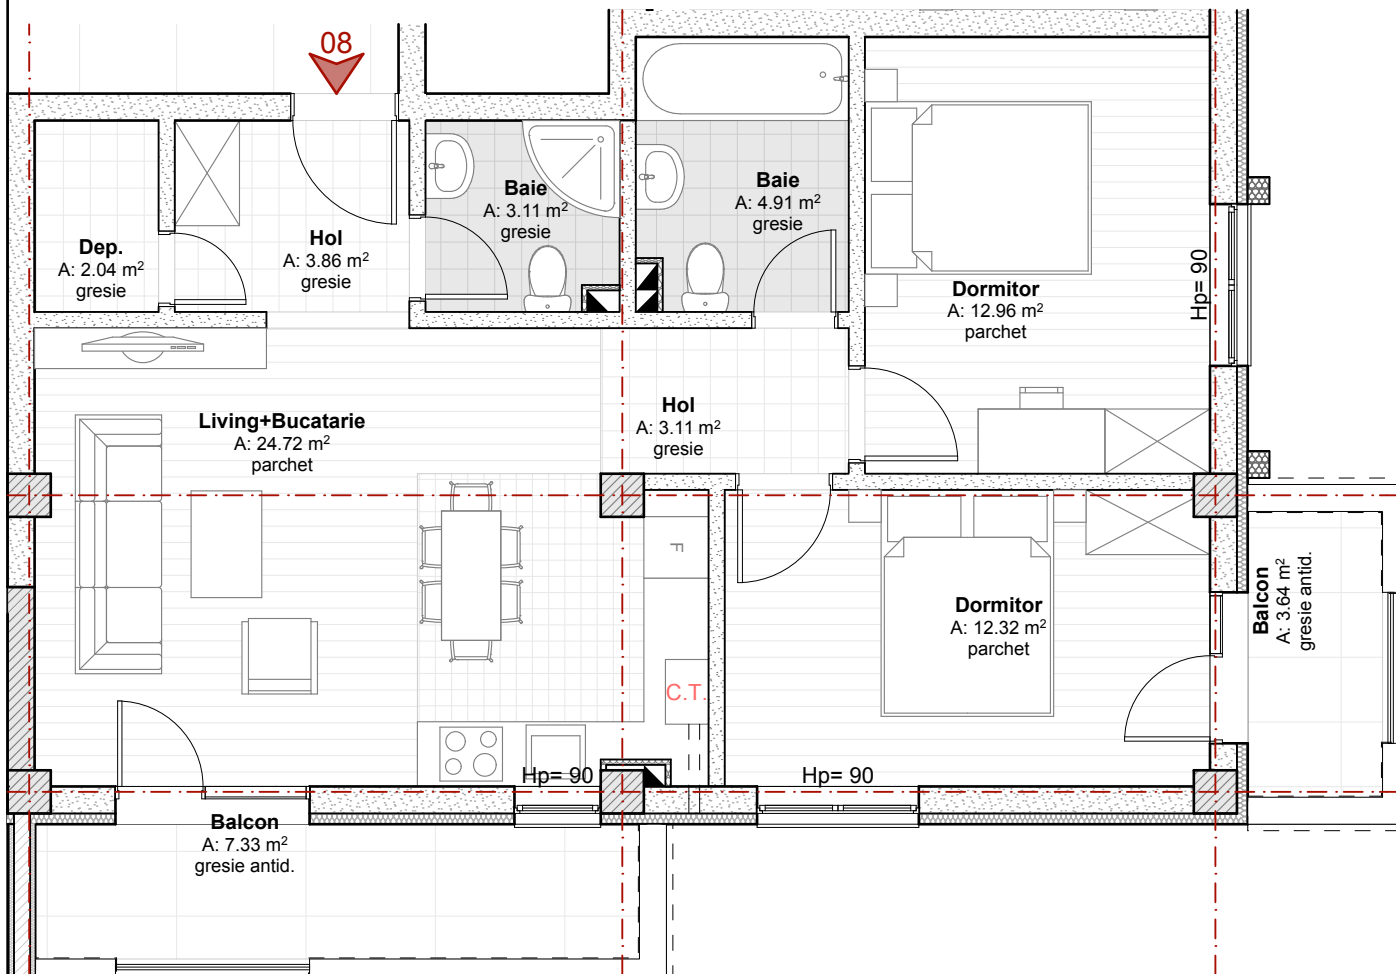 08
Baie
A: 3.11 m²
gresie
Baie
A: 4.91 m²
gresie
Dep.
A: 2.04 m²
gresie
Hol
A: 3.86 m²
gresie
Dormitor
A: 12.96 m²
parchet
Hp= 90
Living+Bucatarie
A: 24.72 m²
parchet
Hol
A: 3.11 m²
gresie
F
Dormitor
A: 12.32 m²
parchet
Balcon
A: 3.64 m²
gresie antid.
C.T.
Hp= 90
Hp= 90
Balcon
A: 7.33 m²
gresie antid.